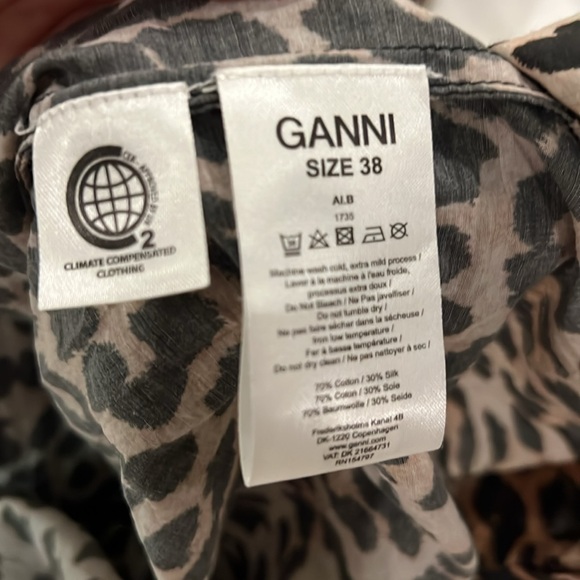 2
CLIMATE COMPENSATED
CLOTHING
GANNI
SIZE 38
AI.B
1735
Machine wash cold, extra mild process /
Laver à la machine à l'eau froide,
processus extra doux /
Do Not Bleach / Ne Pas javelliser /
Do not tumble dry /
Ne pas faire sécher dans la sécheuse /
Iron low temperature /
Fer à basse température /
Do not dry clean / Ne pas nettoyer à sec /
70% Cotton / 30% Silk
70% Coton / 30% Soie
70% Baumwolle / 30% Seide
Frederiksholms Kanal 4B
DK-1220 Copenhagen
www.ganni.com
VAT: DK 21664731
RN154797